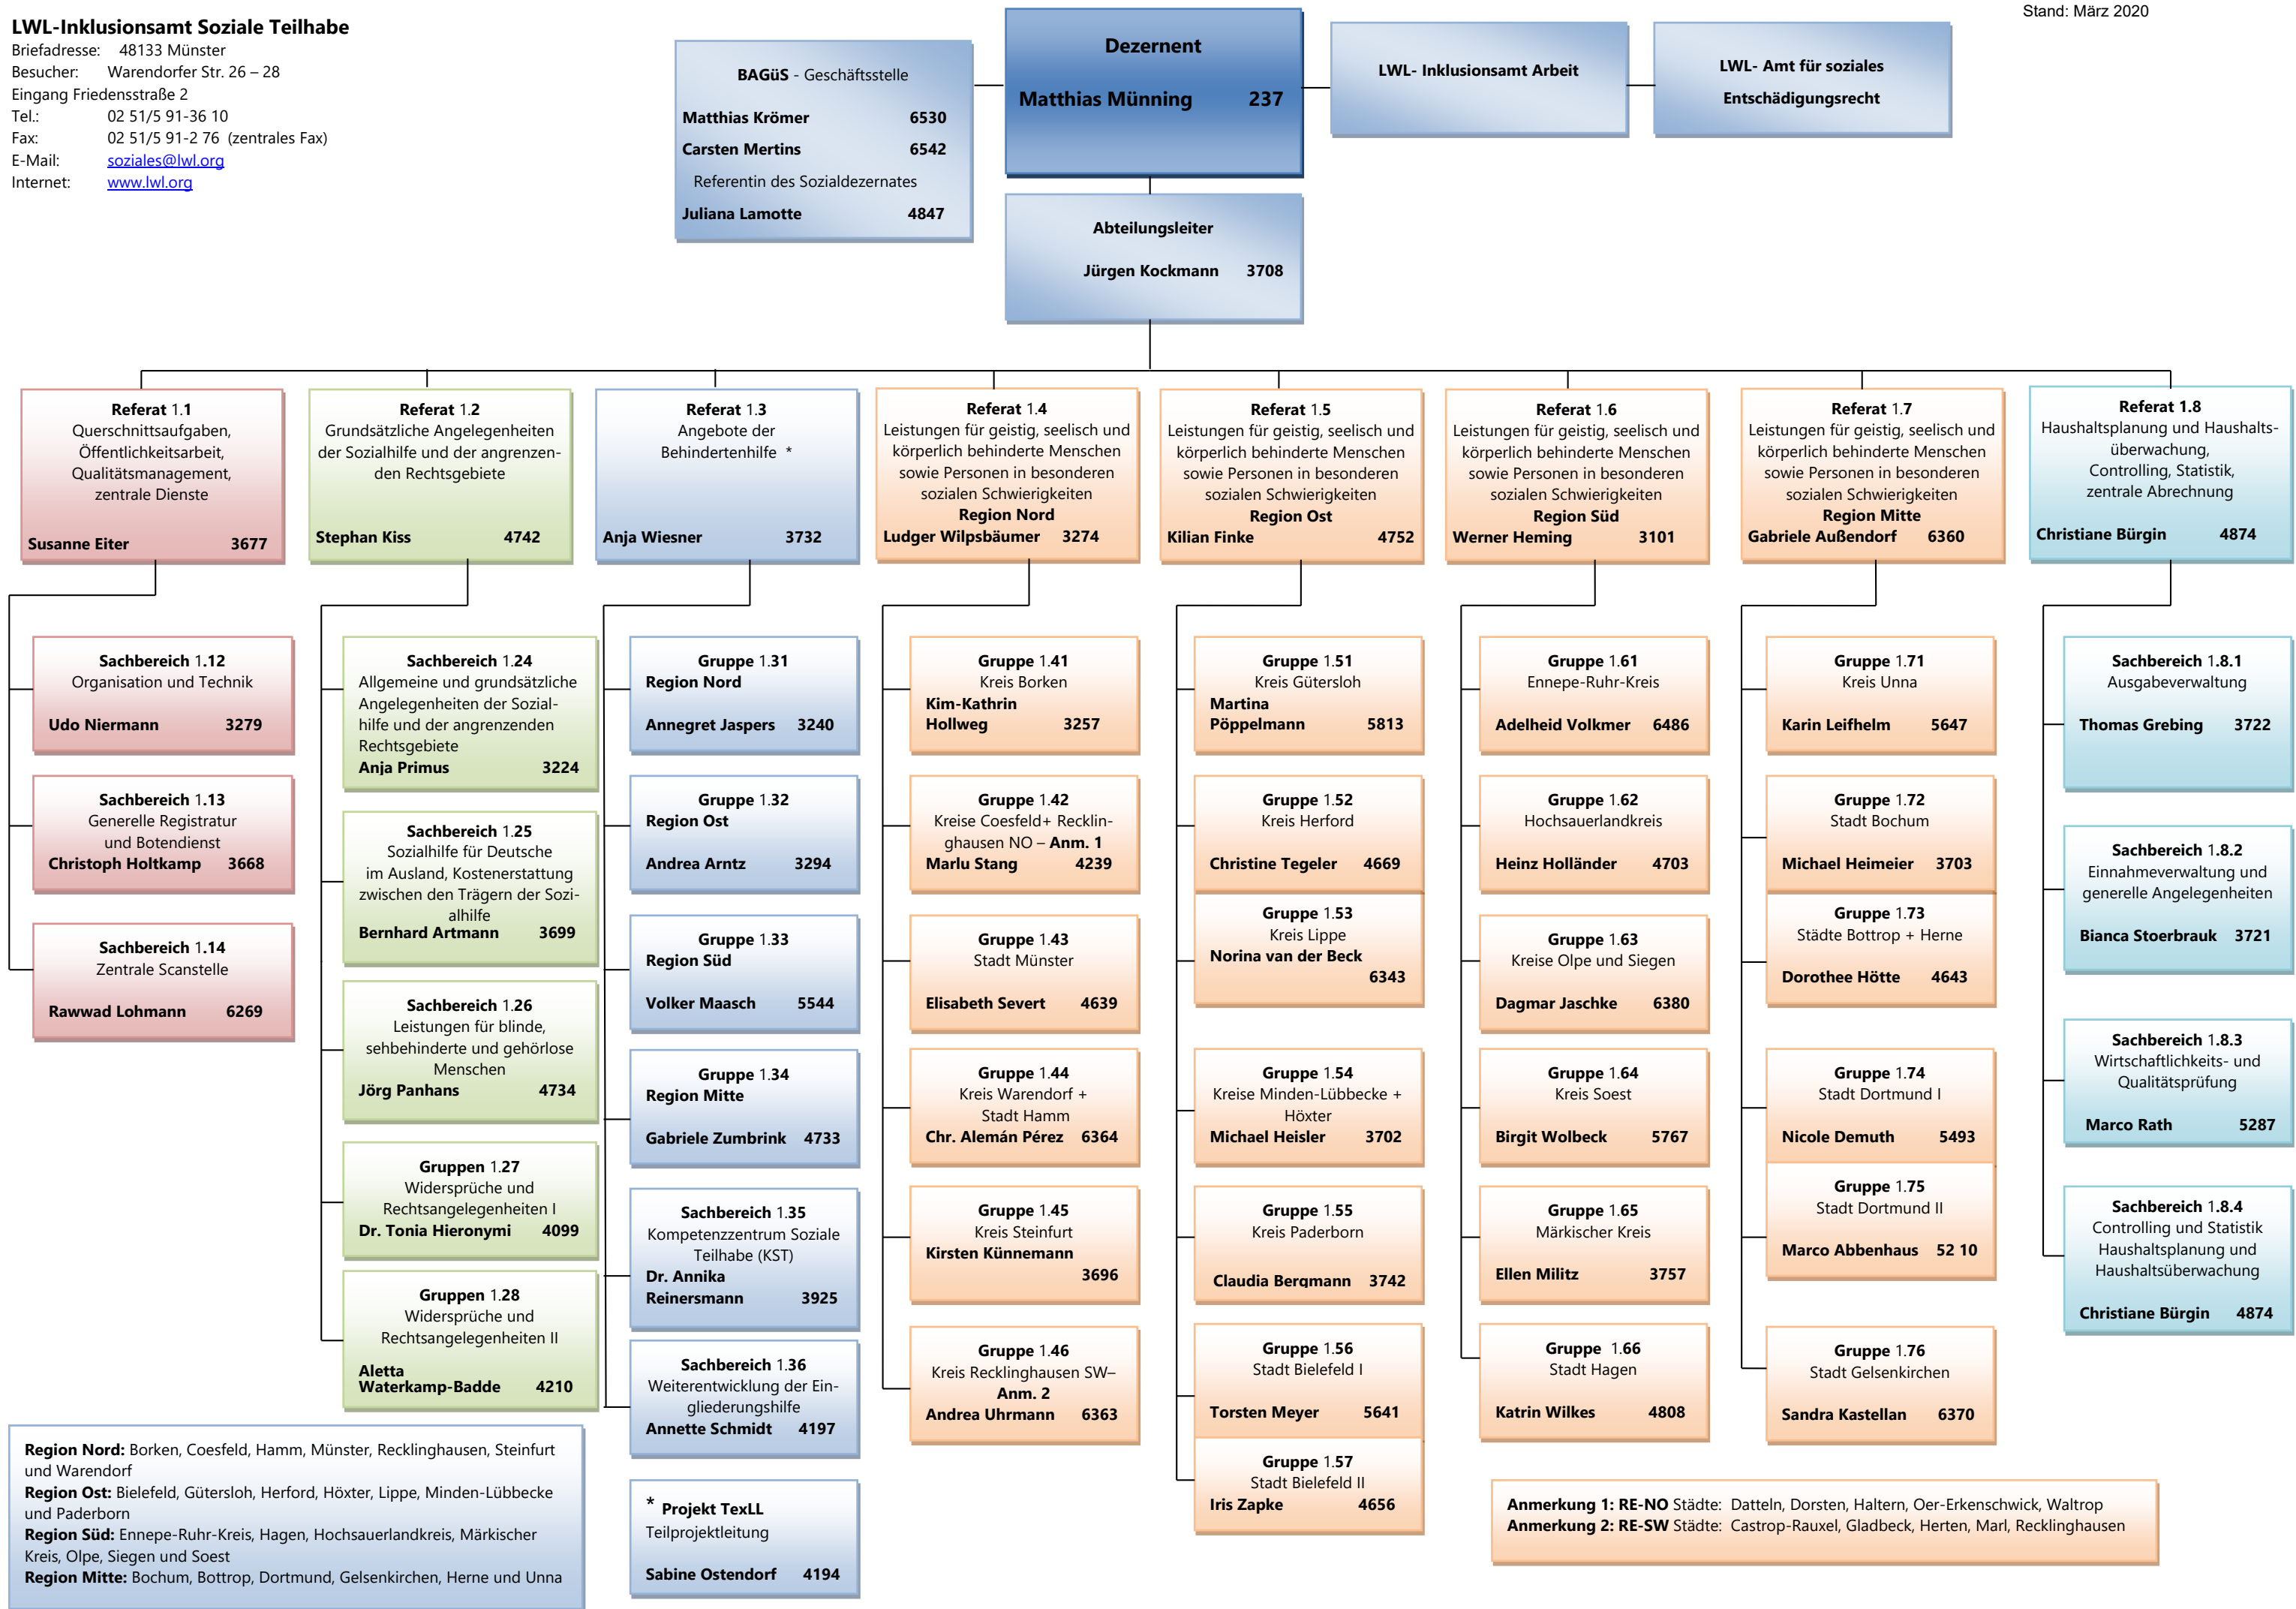 LWL-Inklusionsamt Soziale Teilhabe
Briefadresse: 48133 Münster
Besucher: Warendorfer Str. 26 – 28
Eingang Friedensstraße 2
Tel.: 02 51/5 91-36 10
Fax: 02 51/5 91-2 76 (zentrales Fax)
E-Mail: soziales@lwl.org
Internet: www.lwl.org
Stand: März 2020
BAGüS - Geschäftsstelle
Matthias Krömer 6530
Carsten Mertins 6542
Referentin des Sozialdezernates
Juliana Lamotte 4847
Dezernent
Matthias Münning 237
LWL- Inklusionsamt Arbeit
LWL- Amt für soziales
Entschädigungsrecht
Abteilungsleiter
Jürgen Kockmann 3708
Referat 1.1
Querschnittsaufgaben,
Öffentlichkeitsarbeit,
Qualitätsmanagement,
zentrale Dienste
Susanne Eiter 3677
Referat 1.2
Grundsätzliche Angelegenheiten
der Sozialhilfe und der angrenzen-
den Rechtsgebiete
Stephan Kiss 4742
Referat 1.3
Angebote der
Behindertenhilfe *
Anja Wiesner 3732
Referat 1.4
Leistungen für geistig, seelisch und
körperlich behinderte Menschen
sowie Personen in besonderen
sozialen Schwierigkeiten
Region Nord
Ludger Wilpsbäumer 3274
Referat 1.5
Leistungen für geistig, seelisch und
körperlich behinderte Menschen
sowie Personen in besonderen
sozialen Schwierigkeiten
Region Ost
Kilian Finke 4752
Referat 1.6
Leistungen für geistig, seelisch und
körperlich behinderte Menschen
sowie Personen in besonderen
sozialen Schwierigkeiten
Region Süd
Werner Heming 3101
Referat 1.7
Leistungen für geistig, seelisch und
körperlich behinderte Menschen
sowie Personen in besonderen
sozialen Schwierigkeiten
Region Mitte
Gabriele Außendorf 6360
Referat 1.8
Haushaltsplanung und Haushalts-
überwachung,
Controlling, Statistik,
zentrale Abrechnung
Christiane Bürgin 4874
Sachbereich 1.12
Organisation und Technik
Udo Niermann 3279
Sachbereich 1.13
Generelle Registratur
und Botendienst
Christoph Holtkamp 3668
Sachbereich 1.14
Zentrale Scanstelle
Rawwad Lohmann 6269
Sachbereich 1.24
Allgemeine und grundsätzliche
Angelegenheiten der Sozial-
hilfe und der angrenzenden
Rechtsgebiete
Anja Primus 3224
Sachbereich 1.25
Sozialhilfe für Deutsche
im Ausland, Kostenerstattung
zwischen den Trägern der Sozi-
alhilfe
Bernhard Artmann 3699
Sachbereich 1.26
Leistungen für blinde,
sehbehinderte und gehörlose
Menschen
Jörg Panhans 4734
Gruppen 1.27
Widersprüche und
Rechtsangelegenheiten I
Dr. Tonia Hieronymi 4099
Gruppen 1.28
Widersprüche und
Rechtsangelegenheiten II
Aletta
Waterkamp-Badde 4210
Gruppe 1.31
Region Nord
Annegret Jaspers 3240
Gruppe 1.32
Region Ost
Andrea Arntz 3294
Gruppe 1.33
Region Süd
Volker Maasch 5544
Gruppe 1.34
Region Mitte
Gabriele Zumbrink 4733
Sachbereich 1.35
Kompetenzzentrum Soziale
Teilhabe (KST)
Dr. Annika
Reinersmann 3925
Sachbereich 1.36
Weiterentwicklung der Ein-
gliederungshilfe
Annette Schmidt 4197
* Projekt TexLL
Teilprojektleitung
Sabine Ostendorf 4194
Gruppe 1.41
Kreis Borken
Kim-Kathrin
Hollweg 3257
Gruppe 1.42
Kreise Coesfeld+ Recklin-
ghausen NO – Anm. 1
Marlu Stang 4239
Gruppe 1.43
Stadt Münster
Elisabeth Severt 4639
Gruppe 1.44
Kreis Warendorf +
Stadt Hamm
Chr. Alemán Pérez 6364
Gruppe 1.45
Kreis Steinfurt
Kirsten Künnemann
3696
Gruppe 1.46
Kreis Recklinghausen SW–
Anm. 2
Andrea Uhrmann 6363
Gruppe 1.51
Kreis Gütersloh
Martina
Pöppelmann 5813
Gruppe 1.52
Kreis Herford
Christine Tegeler 4669
Gruppe 1.53
Kreis Lippe
Norina van der Beck
6343
Gruppe 1.54
Kreise Minden-Lübbecke +
Höxter
Michael Heisler 3702
Gruppe 1.55
Kreis Paderborn
Claudia Bergmann 3742
Gruppe 1.56
Stadt Bielefeld I
Torsten Meyer 5641
Gruppe 1.57
Stadt Bielefeld II
Iris Zapke 4656
Gruppe 1.61
Ennepe-Ruhr-Kreis
Adelheid Volkmer 6486
Gruppe 1.62
Hochsauerlandkreis
Heinz Holländer 4703
Gruppe 1.63
Kreise Olpe und Siegen
Dagmar Jaschke 6380
Gruppe 1.64
Kreis Soest
Birgit Wolbeck 5767
Gruppe 1.65
Märkischer Kreis
Ellen Militz 3757
Gruppe 1.66
Stadt Hagen
Katrin Wilkes 4808
Gruppe 1.71
Kreis Unna
Karin Leifhelm 5647
Gruppe 1.72
Stadt Bochum
Michael Heimeier 3703
Gruppe 1.73
Städte Bottrop + Herne
Dorothee Hötte 4643
Gruppe 1.74
Stadt Dortmund I
Nicole Demuth 5493
Gruppe 1.75
Stadt Dortmund II
Marco Abbenhaus 52 10
Gruppe 1.76
Stadt Gelsenkirchen
Sandra Kastellan 6370
Sachbereich 1.8.1
Ausgabeverwaltung
Thomas Grebing 3722
Sachbereich 1.8.2
Einnahmeverwaltung und
generelle Angelegenheiten
Bianca Stoerbrauk 3721
Sachbereich 1.8.3
Wirtschaftlichkeits- und
Qualitätsprüfung
Marco Rath 5287
Sachbereich 1.8.4
Controlling und Statistik
Haushaltsplanung und
Haushaltsüberwachung
Christiane Bürgin 4874
Region Nord: Borken, Coesfeld, Hamm, Münster, Recklinghausen, Steinfurt
und Warendorf
Region Ost: Bielefeld, Gütersloh, Herford, Höxter, Lippe, Minden-Lübbecke
und Paderborn
Region Süd: Ennepe-Ruhr-Kreis, Hagen, Hochsauerlandkreis, Märkischer
Kreis, Olpe, Siegen und Soest
Region Mitte: Bochum, Bottrop, Dortmund, Gelsenkirchen, Herne und Unna
Anmerkung 1: RE-NO Städte: Datteln, Dorsten, Haltern, Oer-Erkenschwick, Waltrop
Anmerkung 2: RE-SW Städte: Castrop-Rauxel, Gladbeck, Herten, Marl, Recklinghausen